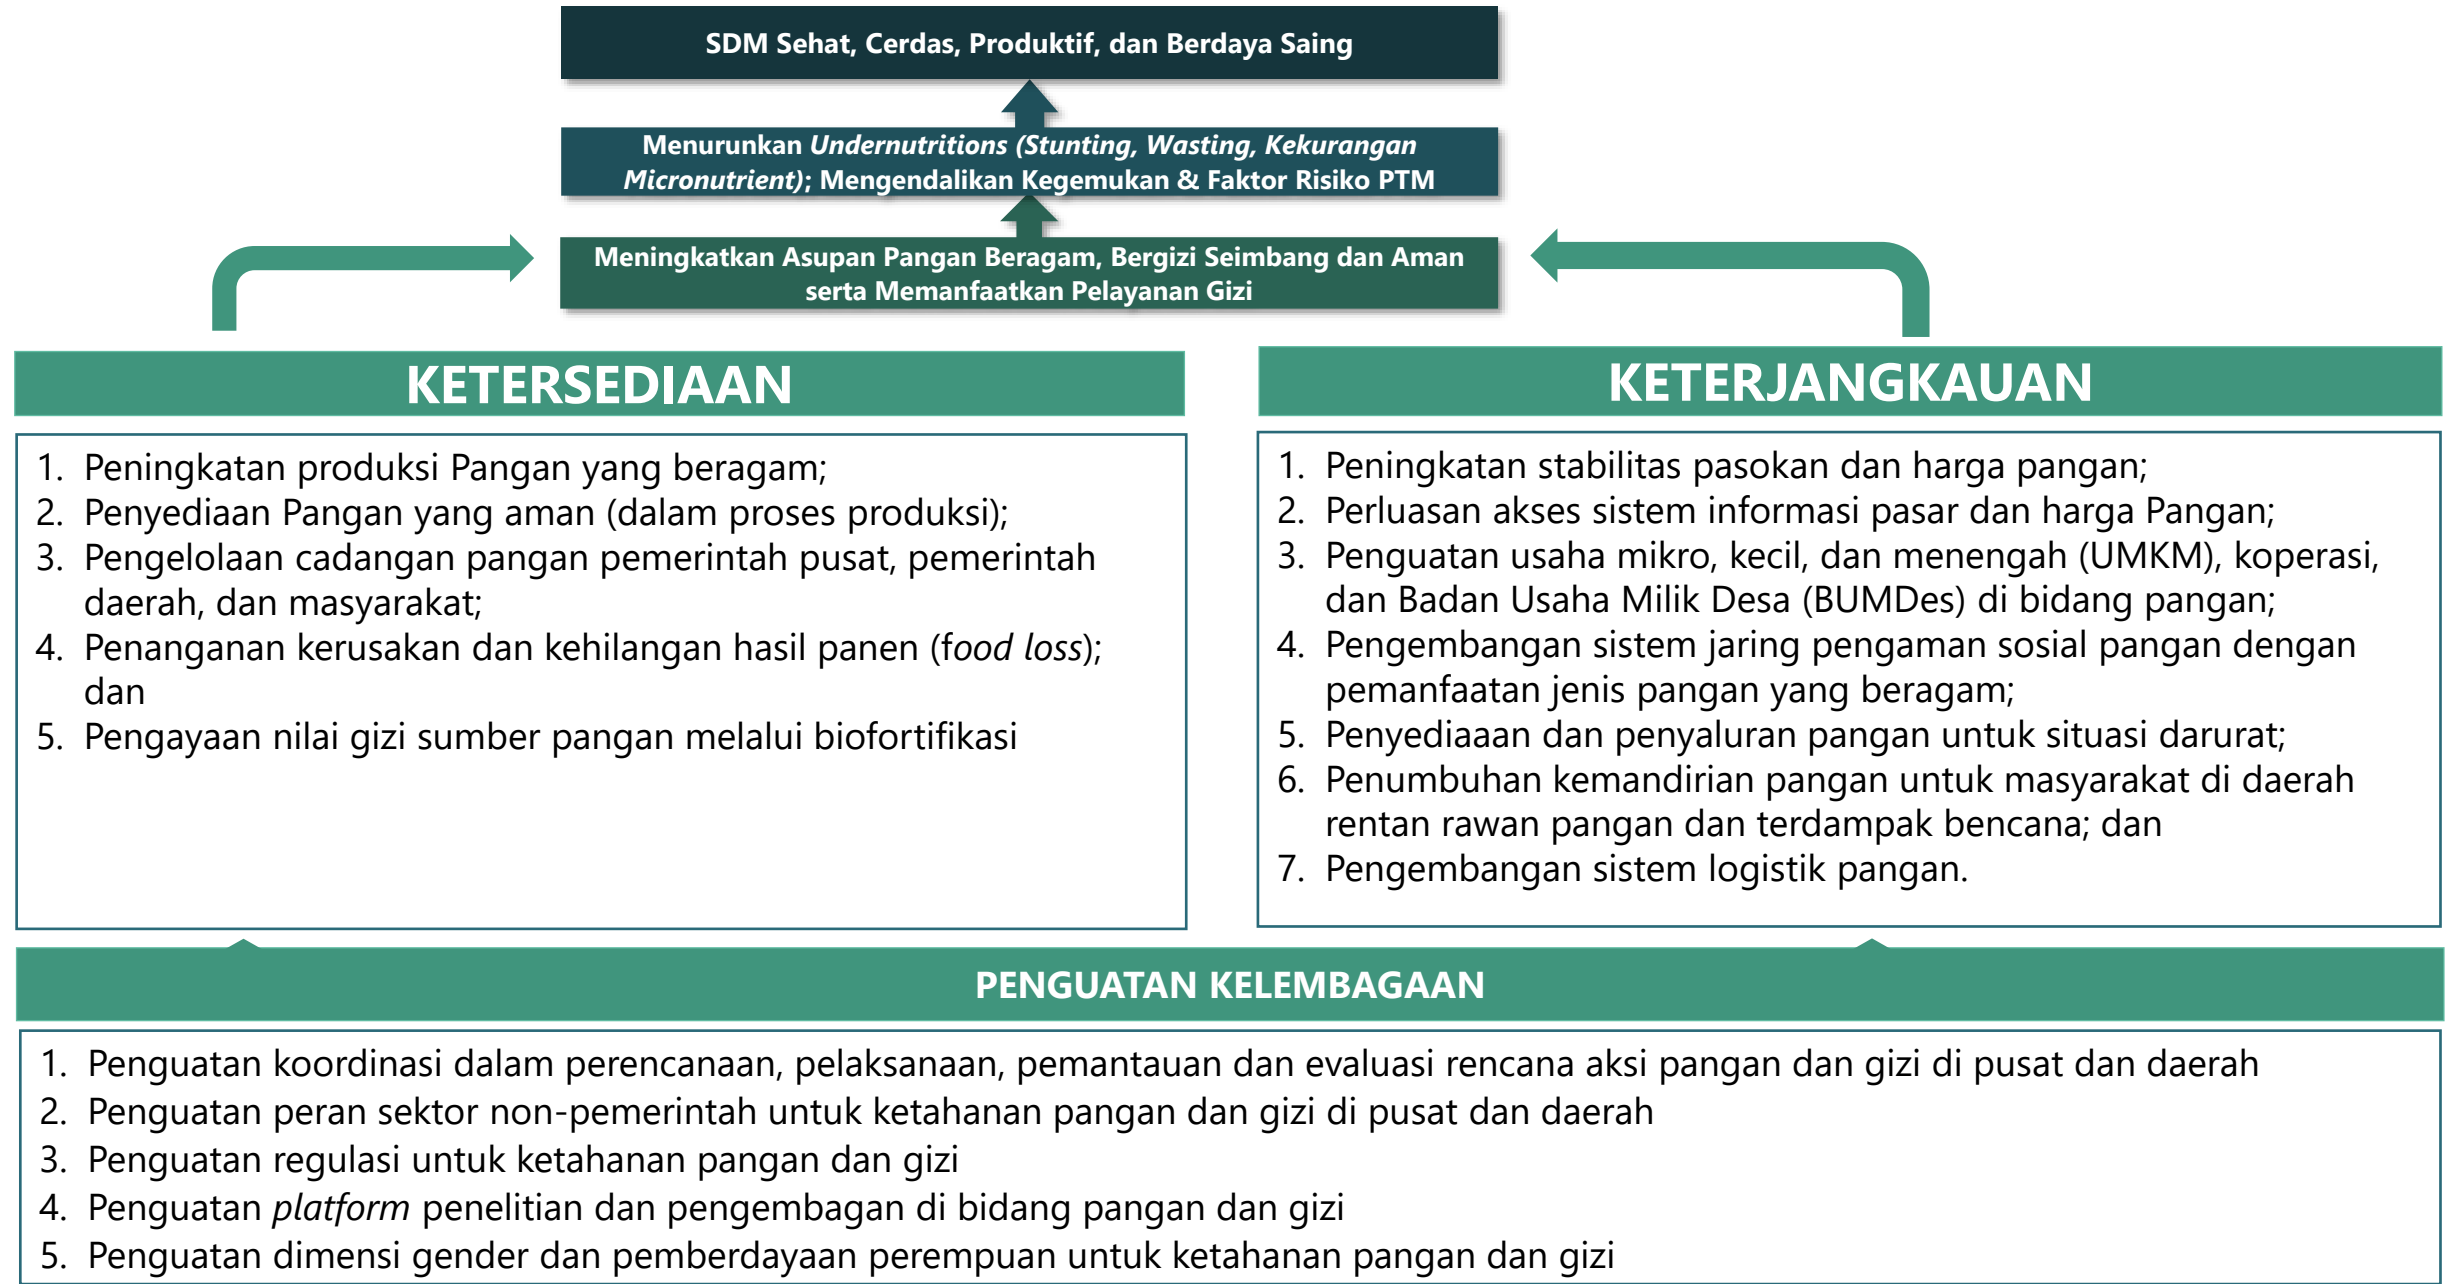 SDM Sehat, Cerdas, Produktif, dan Berdaya Saing
Menurunkan Undernutritions (Stunting, Wasting, Kekurangan
Micronutrient); Mengendalikan Kegemukan & Faktor Risiko PTM
Meningkatkan Asupan Pangan Beragam, Bergizi Seimbang dan Aman
serta Memanfaatkan Pelayanan Gizi
KETERSEDIAAN
1. Peningkatan produksi Pangan yang beragam;
2. Penyediaan Pangan yang aman (dalam proses produksi);
3. Pengelolaan cadangan pangan pemerintah pusat, pemerintah
daerah, dan masyarakat;
4. Penanganan kerusakan dan kehilangan hasil panen (food loss);
dan
5. Pengayaan nilai gizi sumber pangan melalui biofortifikasi
KETERJANGKAUAN
1. Peningkatan stabilitas pasokan dan harga pangan;
2. Perluasan akses sistem informasi pasar dan harga Pangan;
3. Penguatan usaha mikro, kecil, dan menengah (UMKM), koperasi,
dan Badan Usaha Milik Desa (BUMDes) di bidang pangan;
4. Pengembangan sistem jaring pengaman sosial pangan dengan
pemanfaatan jenis pangan yang beragam;
5. Penyediaaan dan penyaluran pangan untuk situasi darurat;
6. Penumbuhan kemandirian pangan untuk masyarakat di daerah
rentan rawan pangan dan terdampak bencana; dan
7. Pengembangan sistem logistik pangan.
PENGUATAN KELEMBAGAAN
1. Penguatan koordinasi dalam perencanaan, pelaksanaan, pemantauan dan evaluasi rencana aksi pangan dan gizi di pusat dan daerah
2. Penguatan peran sektor non-pemerintah untuk ketahanan pangan dan gizi di pusat dan daerah
3. Penguatan regulasi untuk ketahanan pangan dan gizi
4. Penguatan platform penelitian dan pengembagan di bidang pangan dan gizi
5. Penguatan dimensi gender dan pemberdayaan perempuan untuk ketahanan pangan dan gizi